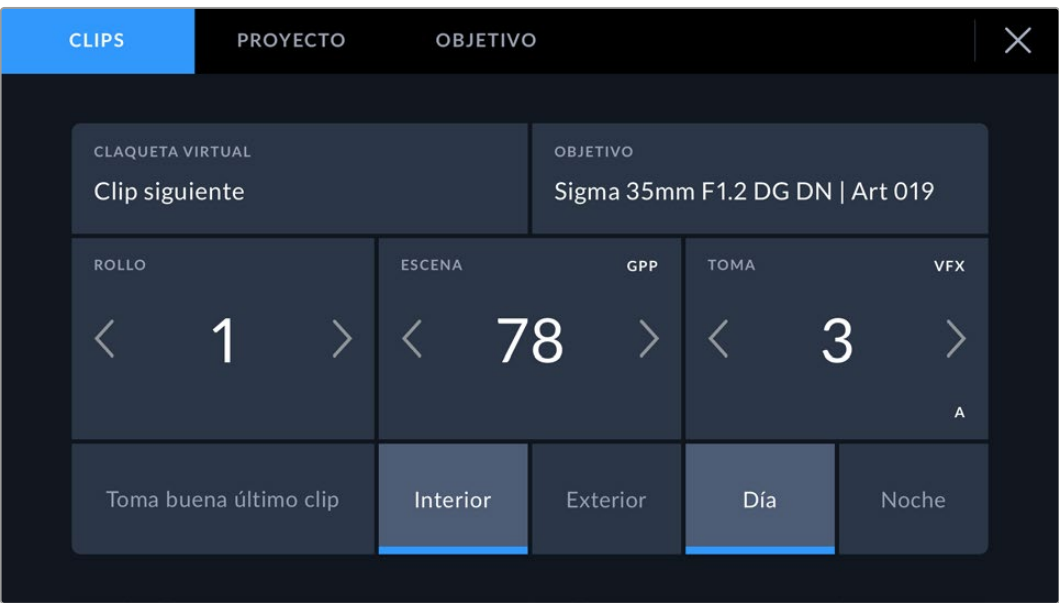 CLIPS PROYECTO OBJETIVO
CLAQUETA VIRTUAL OBJETIVO
Clip siguiente Sigma 35mm F1.2 DG DN | Art 019
ROLLO ESCENA GPP TOMA VFX
1 78 3
A
Toma buena último clip Interior Exterior Día Noche